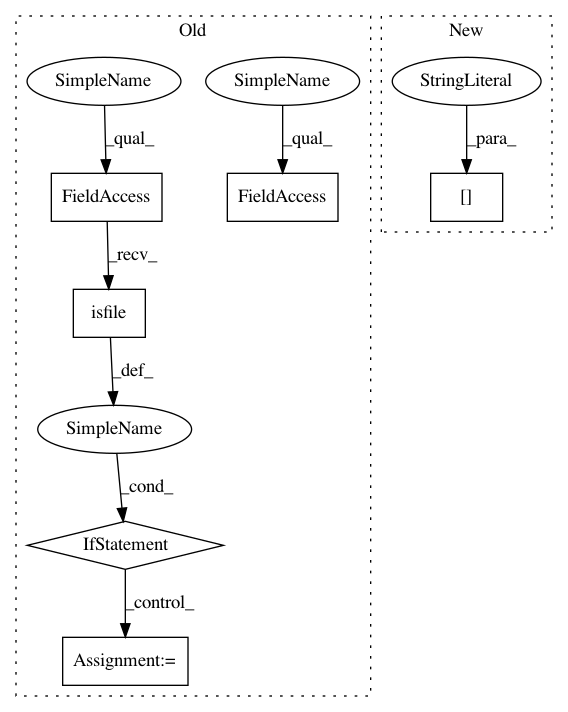 Old
New
SimpleName
SimpleName
StringLiteral
_qual_
_qual_
_para_
FieldAccess
FieldAccess
[]
_recv_
isfile
_def_
SimpleName
_cond_
IfStatement
_control_
Assignment:=